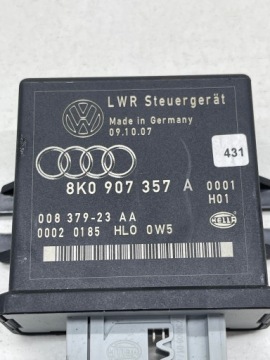 LWR Steuergerät
Made in Germany
09.10.07
431
8K0 907 357 A 0001
H01
008 379-23 AA
0002 0185 HLO 0W5
HELLA